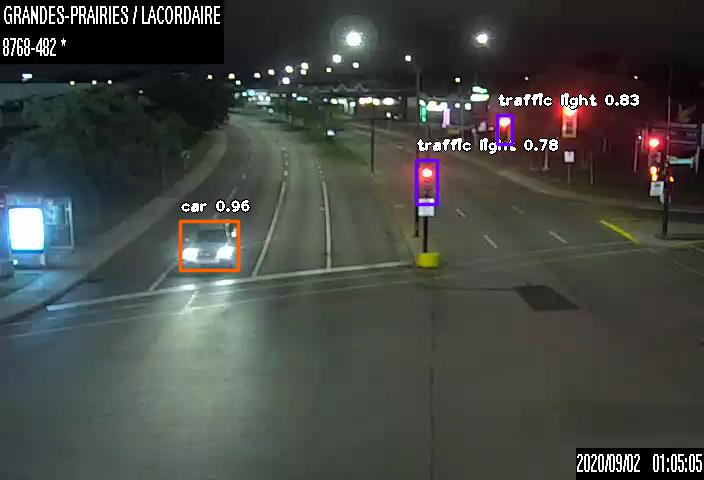 GRANDES-PRAIRIES / LACORDAIRE
8768-482 *
traffic light 0.83
traffic light 0.78
car 0.96
2020/09/02 01:05:05